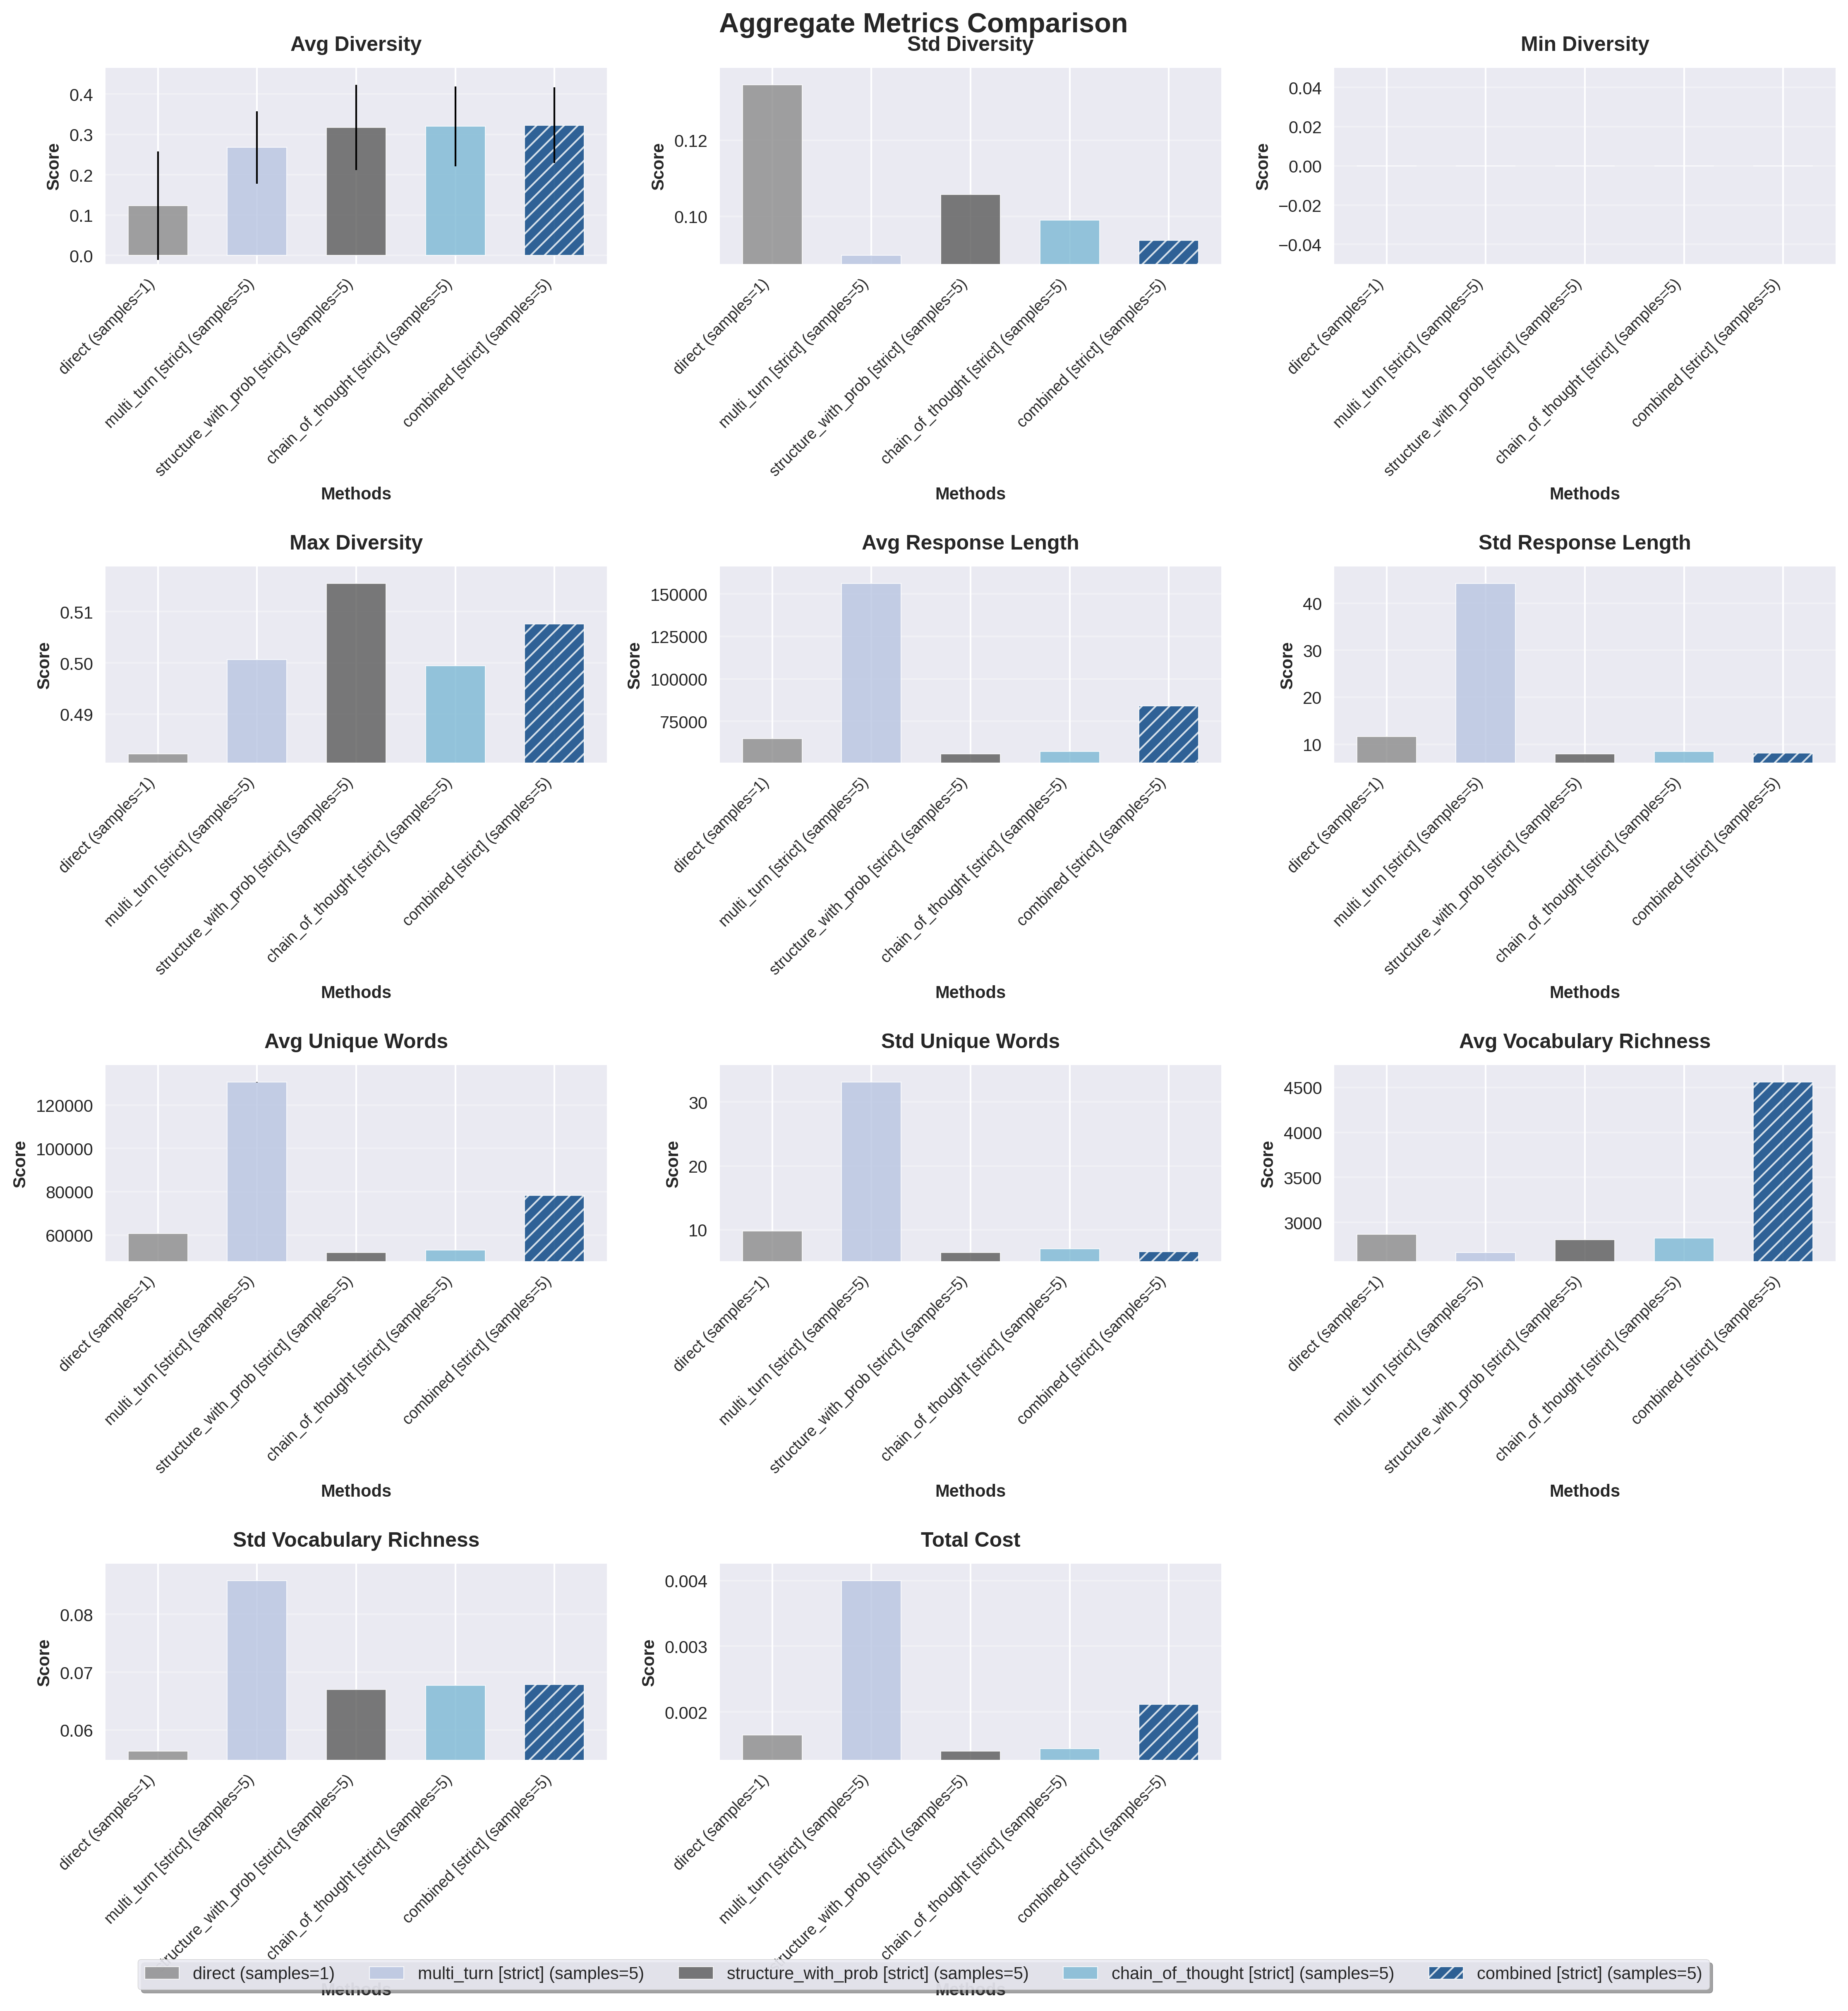 Aggregate Metrics Comparison
Avg Diversity
Score
0.4
0.3
0.2
0.1
0.0
direct (samples=1)
multi_turn [strict] (samples=5)
structure_with_prob [strict] (samples=5)
chain_of_thought [strict] (samples=5)
combined [strict] (samples=5)
Methods
Std Diversity
Score
0.12
0.10
direct (samples=1)
multi_turn [strict] (samples=5)
structure_with_prob [strict] (samples=5)
chain_of_thought [strict] (samples=5)
combined [strict] (samples=5)
Methods
Min Diversity
Score
0.04
0.02
0.00
−0.02
−0.04
direct (samples=1)
multi_turn [strict] (samples=5)
structure_with_prob [strict] (samples=5)
chain_of_thought [strict] (samples=5)
combined [strict] (samples=5)
Methods
Max Diversity
Score
0.51
0.50
0.49
direct (samples=1)
multi_turn [strict] (samples=5)
structure_with_prob [strict] (samples=5)
chain_of_thought [strict] (samples=5)
combined [strict] (samples=5)
Methods
Avg Response Length
Score
150000
125000
100000
75000
direct (samples=1)
multi_turn [strict] (samples=5)
structure_with_prob [strict] (samples=5)
chain_of_thought [strict] (samples=5)
combined [strict] (samples=5)
Methods
Std Response Length
Score
40
30
20
10
direct (samples=1)
multi_turn [strict] (samples=5)
structure_with_prob [strict] (samples=5)
chain_of_thought [strict] (samples=5)
combined [strict] (samples=5)
Methods
Avg Unique Words
Score
120000
100000
80000
60000
direct (samples=1)
multi_turn [strict] (samples=5)
structure_with_prob [strict] (samples=5)
chain_of_thought [strict] (samples=5)
combined [strict] (samples=5)
Methods
Std Unique Words
Score
30
20
10
direct (samples=1)
multi_turn [strict] (samples=5)
structure_with_prob [strict] (samples=5)
chain_of_thought [strict] (samples=5)
combined [strict] (samples=5)
Methods
Avg Vocabulary Richness
Score
4500
4000
3500
3000
direct (samples=1)
multi_turn [strict] (samples=5)
structure_with_prob [strict] (samples=5)
chain_of_thought [strict] (samples=5)
combined [strict] (samples=5)
Methods
Std Vocabulary Richness
Score
0.08
0.07
0.06
direct (samples=1)
multi_turn [strict] (samples=5)
ructure_with_prob [strict] (samples=5)
chain_of_thought [strict] (samples=5)
combined [strict] (samples=5)
Methods
Total Cost
Score
0.004
0.003
0.002
direct (samples=1)
multi_turn [strict] (samples=5)
ructure_with_prob [strict] (samples=5)
chain_of_thought [strict] (samples=5)
combined [strict] (samples=5)
Methods
direct (samples=1)
multi_turn [strict] (samples=5)
structure_with_prob [strict] (samples=5)
chain_of_thought [strict] (samples=5)
combined [strict] (samples=5)